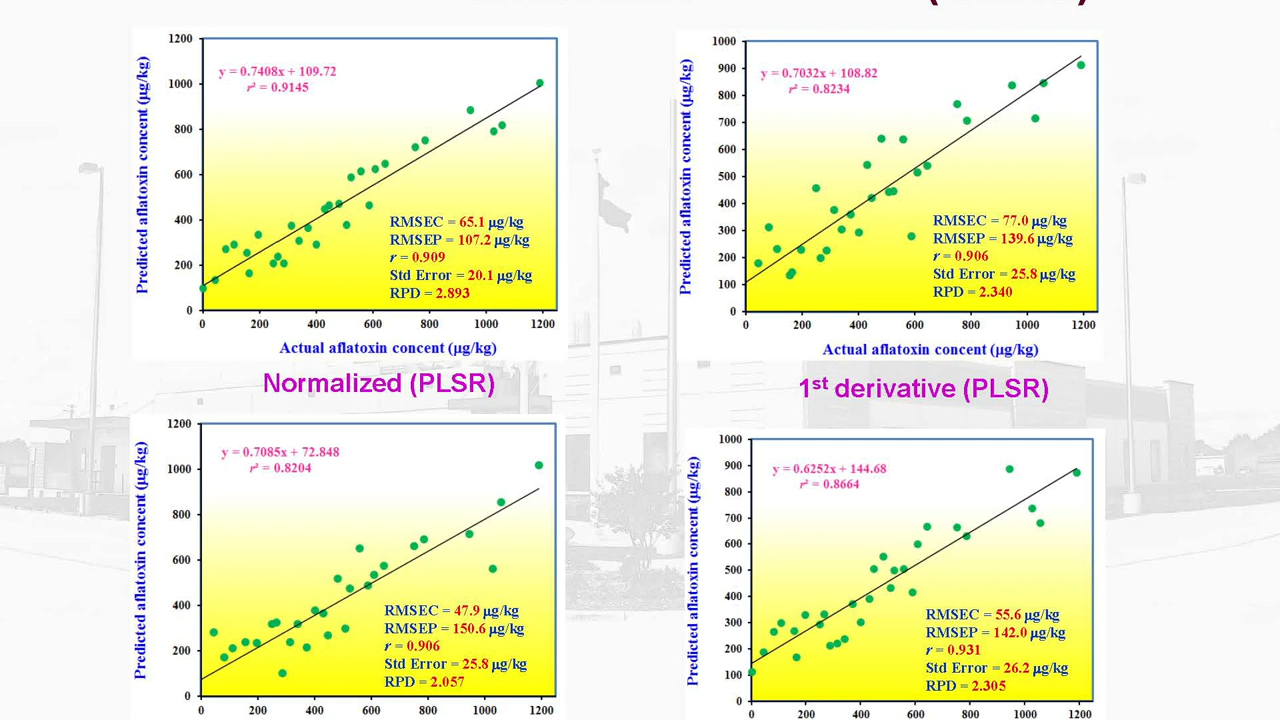 1200
1000
800
600
400
200
0
0 200 400 600 800 1000 1200
Predicted aflatoxin concent (µg/kg)
y = 0.7408x + 109.72
r² = 0.9145
RMSEC = 65.1 µg/kg
RMSEP = 107.2 µg/kg
r = 0.909
Std Error = 20.1 µg/kg
RPD = 2.893
Actual aflatoxin concent (µg/kg)
Normalized (PLSR)
1000
900
800
700
600
500
400
300
200
100
0
0 200 400 600 800 1000 1200
Predicted aflatoxin concent (µg/kg)
y = 0.7032x + 108.82
r² = 0.8234
RMSEC = 77.0 µg/kg
RMSEP = 139.6 µg/kg
r = 0.906
Std Error = 25.8 µg/kg
RPD = 2.340
Actual aflatoxin concent (µg/kg)
1st derivative (PLSR)
1200
1000
800
600
400
200
0
0 200 400 600 800 1000 1200
Predicted aflatoxin concent (µg/kg)
y = 0.7085x + 72.848
r² = 0.8204
RMSEC = 47.9 µg/kg
RMSEP = 150.6 µg/kg
r = 0.906
Std Error = 25.8 µg/kg
RPD = 2.057
1000
900
800
700
600
500
400
300
200
100
0
0 200 400 600 800 1000 1200
Predicted aflatoxin concent (µg/kg)
y = 0.6252x + 144.68
r² = 0.8664
RMSEC = 55.6 µg/kg
RMSEP = 142.0 µg/kg
r = 0.931
Std Error = 26.2 µg/kg
RPD = 2.305